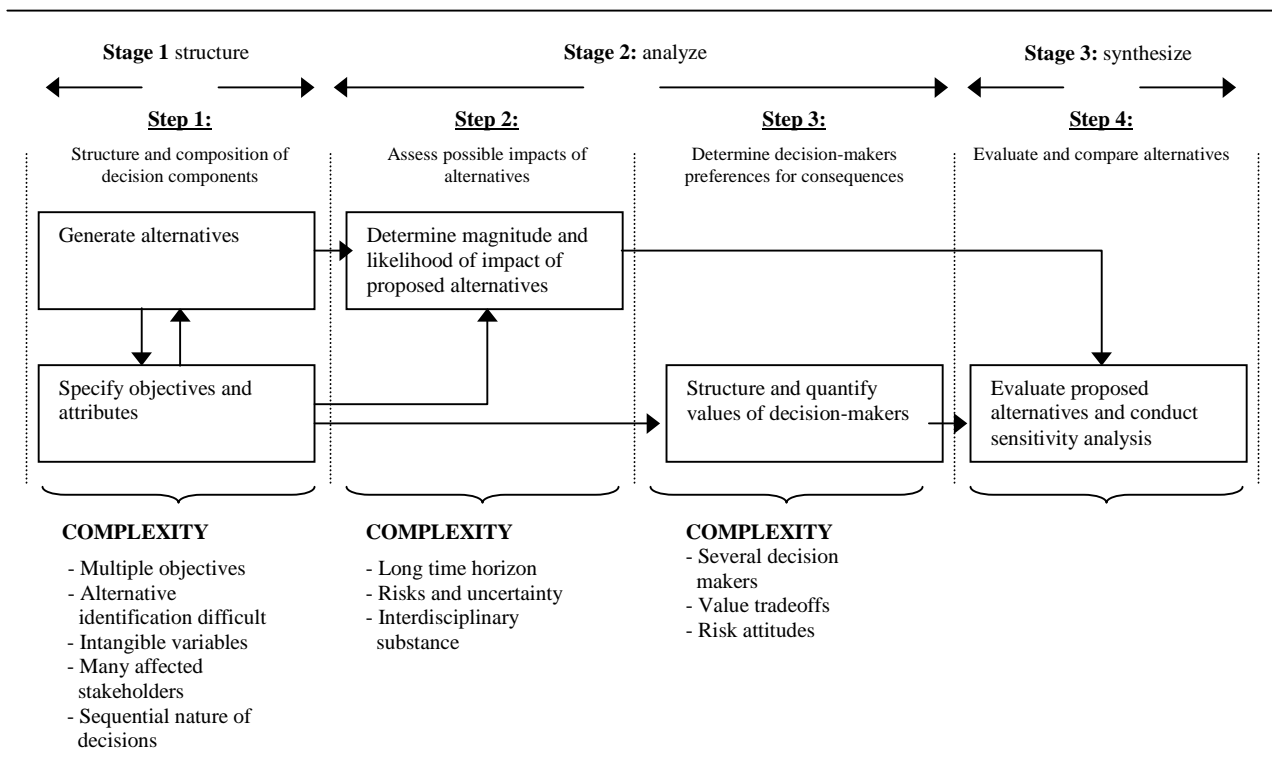 Stage 1 structure
Stage 2: analyze
Stage 3: synthesize
Step 1:
Structure and composition of
decision components
Step 2:
Assess possible impacts of
alternatives
Step 3:
Determine decision-makers
preferences for consequences
Step 4:
Evaluate and compare alternatives
Generate alternatives
Determine magnitude and
likelihood of impact of
proposed alternatives
Specify objectives and
attributes
Structure and quantify
values of decision-makers
Evaluate proposed
alternatives and conduct
sensitivity analysis
COMPLEXITY
- Multiple objectives
- Alternative
identification difficult
- Intangible variables
- Many affected
stakeholders
- Sequential nature of
decisions
COMPLEXITY
- Long time horizon
- Risks and uncertainty
- Interdisciplinary
substance
COMPLEXITY
- Several decision
makers
- Value tradeoffs
- Risk attitudes